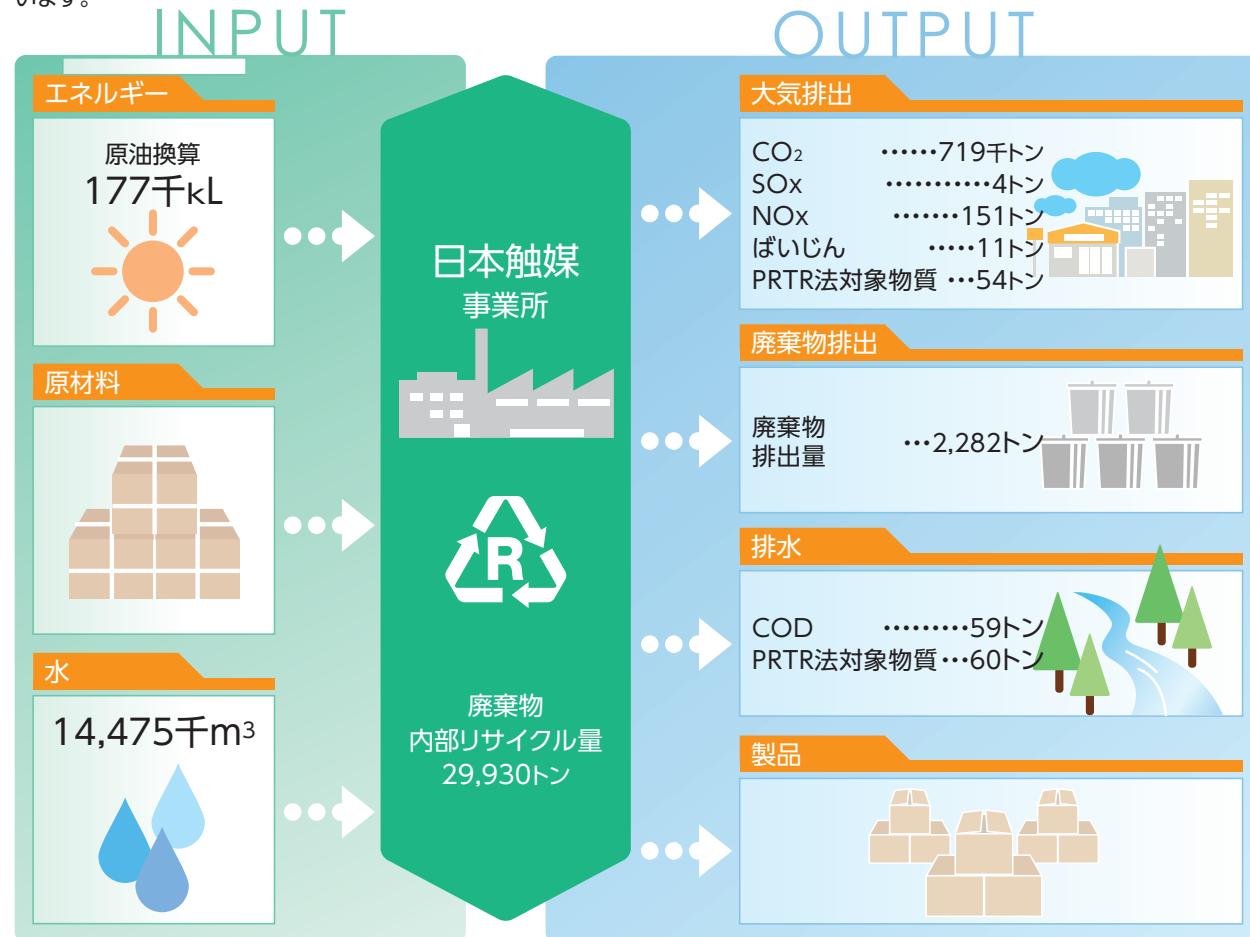 います。
INPUT
エネルギー
原油換算
177千kL
原材料
水
14,475千m3
日本触媒
事業所
R
廃棄物
内部リサイクル量
29,930トン
OUTPUT
大気排出
CO2 ……719千トン
SOx …………4トン
NOx ………151トン
ばいじん ……11トン
PRTR法対象物質 …54トン
廃棄物排出
廃棄物
排出量 …2,282トン
排水
COD ………59トン
PRTR法対象物質…60トン
製品